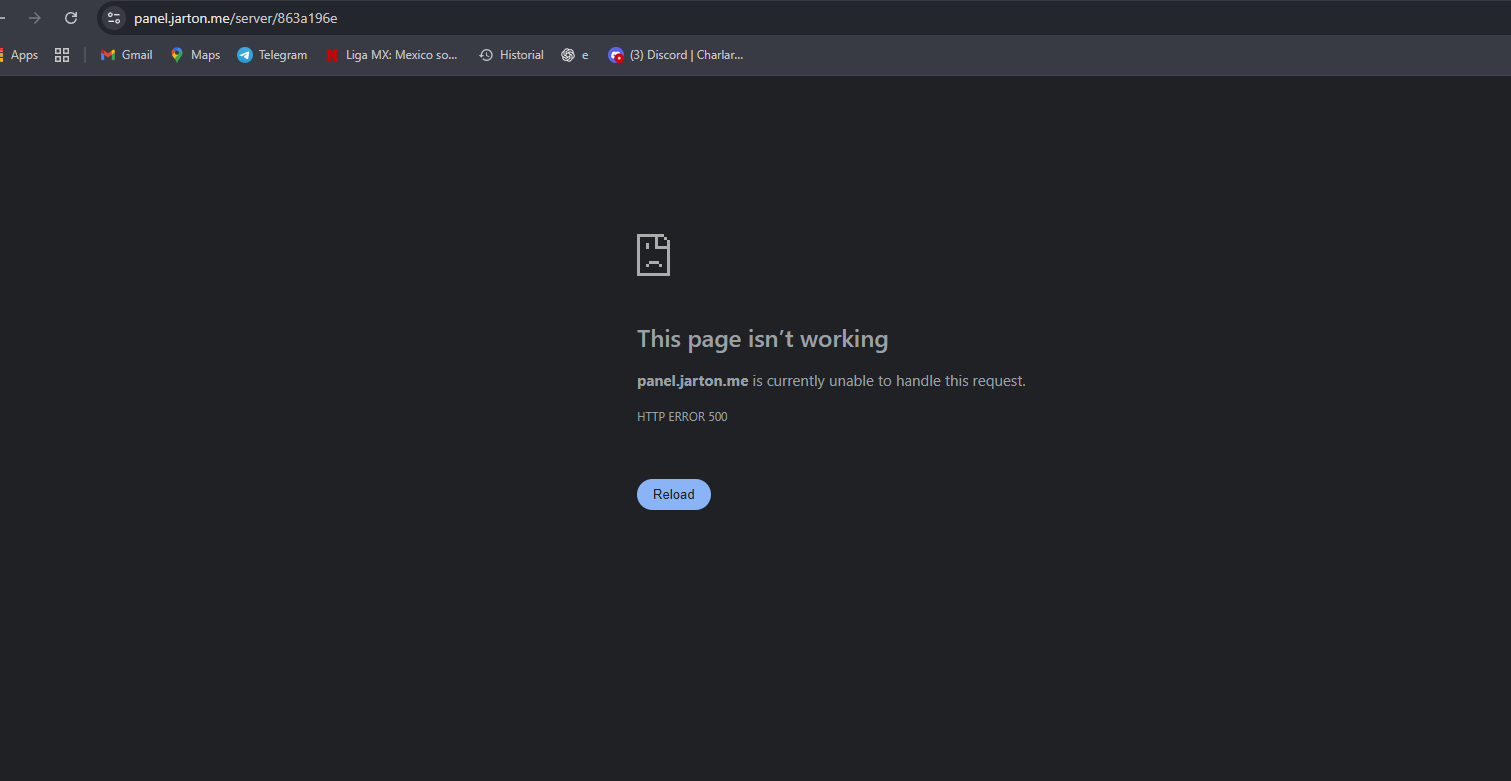 panel.jarton.me/server/863a196e
Apps Gmail Maps Telegram Liga MX: Mexico so... Historial e (3) Discord | Charlar...
This page isn’t working
panel.jarton.me is currently unable to handle this request.
HTTP ERROR 500
Reload